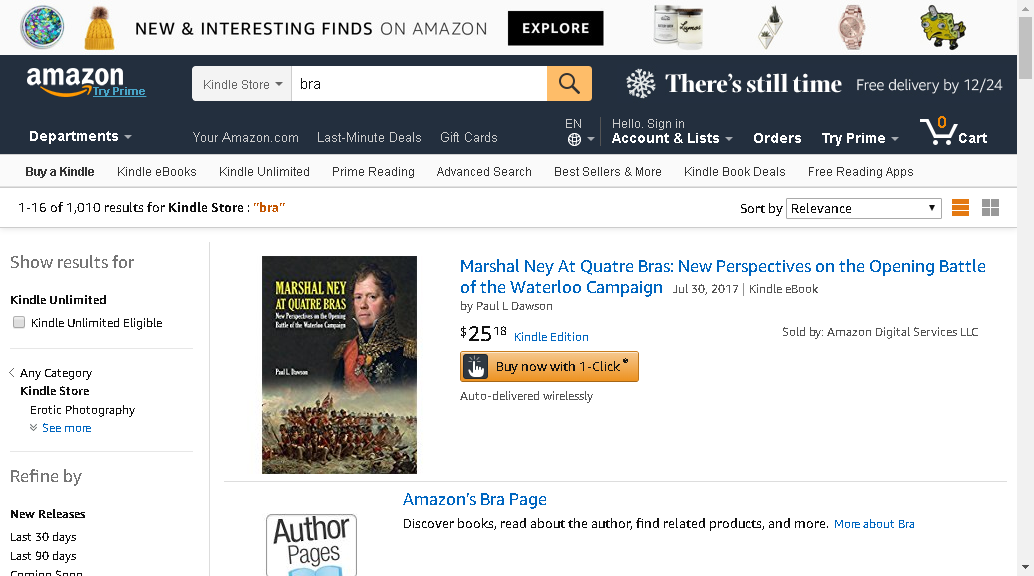 NEW & INTERESTING FINDS ON AMAZON EXPLORE
amazon
Try Prime
Kindle Store
bra
There's still time Free delivery by 12/24
Departments
Your Amazon.com Last-Minute Deals Gift Cards
EN
Hello. Sign in
Account & Lists
Orders
Try Prime
0
Cart
Buy a Kindle Kindle eBooks Kindle Unlimited Prime Reading Advanced Search Best Sellers & More Kindle Book Deals Free Reading Apps
1-16 of 1,010 results for Kindle Store : "bra"
Sort by Relevance
Show results for
Kindle Unlimited
Kindle Unlimited Eligible
Any Category
Kindle Store
Erotic Photography
See more
Refine by
New Releases
Last 30 days
Last 90 days
Coming Soon
MARSHAL NEY
AT QUATRE BRAS
New Perspectives on the Opening
Battle of the Waterloo Campaign
Paul L. Dawson
Marshal Ney At Quatre Bras: New Perspectives on the Opening Battle
of the Waterloo Campaign Jul 30, 2017 | Kindle eBook
by Paul L Dawson
$25 18 Kindle Edition
Sold by: Amazon Digital Services LLC
Buy now with 1-Click ®
Auto-delivered wirelessly
Author
Pages
Amazon's Bra Page
Discover books, read about the author, find related products, and more. More about Bra